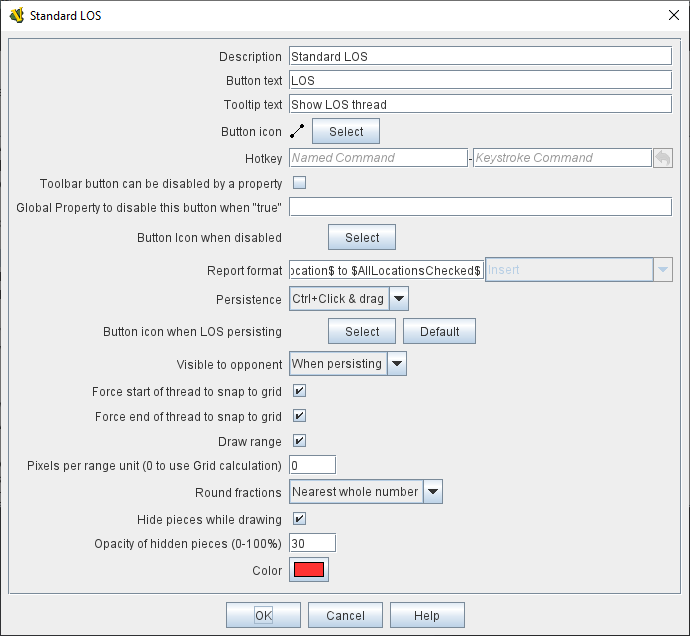 Standard LOS
Description Standard LOS
Button text LOS
Tooltip text Show LOS thread
Button icon Select
Hotkey Named Command - Keystroke Command
Toolbar button can be disabled by a property
Global Property to disable this button when "true"
Button Icon when disabled Select
Report format ocation$ to $AllLocationsChecked$ Insert
Persistence Ctrl+Click & drag
Button icon when LOS persisting Select Default
Visible to opponent When persisting
Force start of thread to snap to grid
Force end of thread to snap to grid
Draw range
Pixels per range unit (0 to use Grid calculation) 0
Round fractions Nearest whole number
Hide pieces while drawing
Opacity of hidden pieces (0-100%) 30
Color
OK Cancel Help